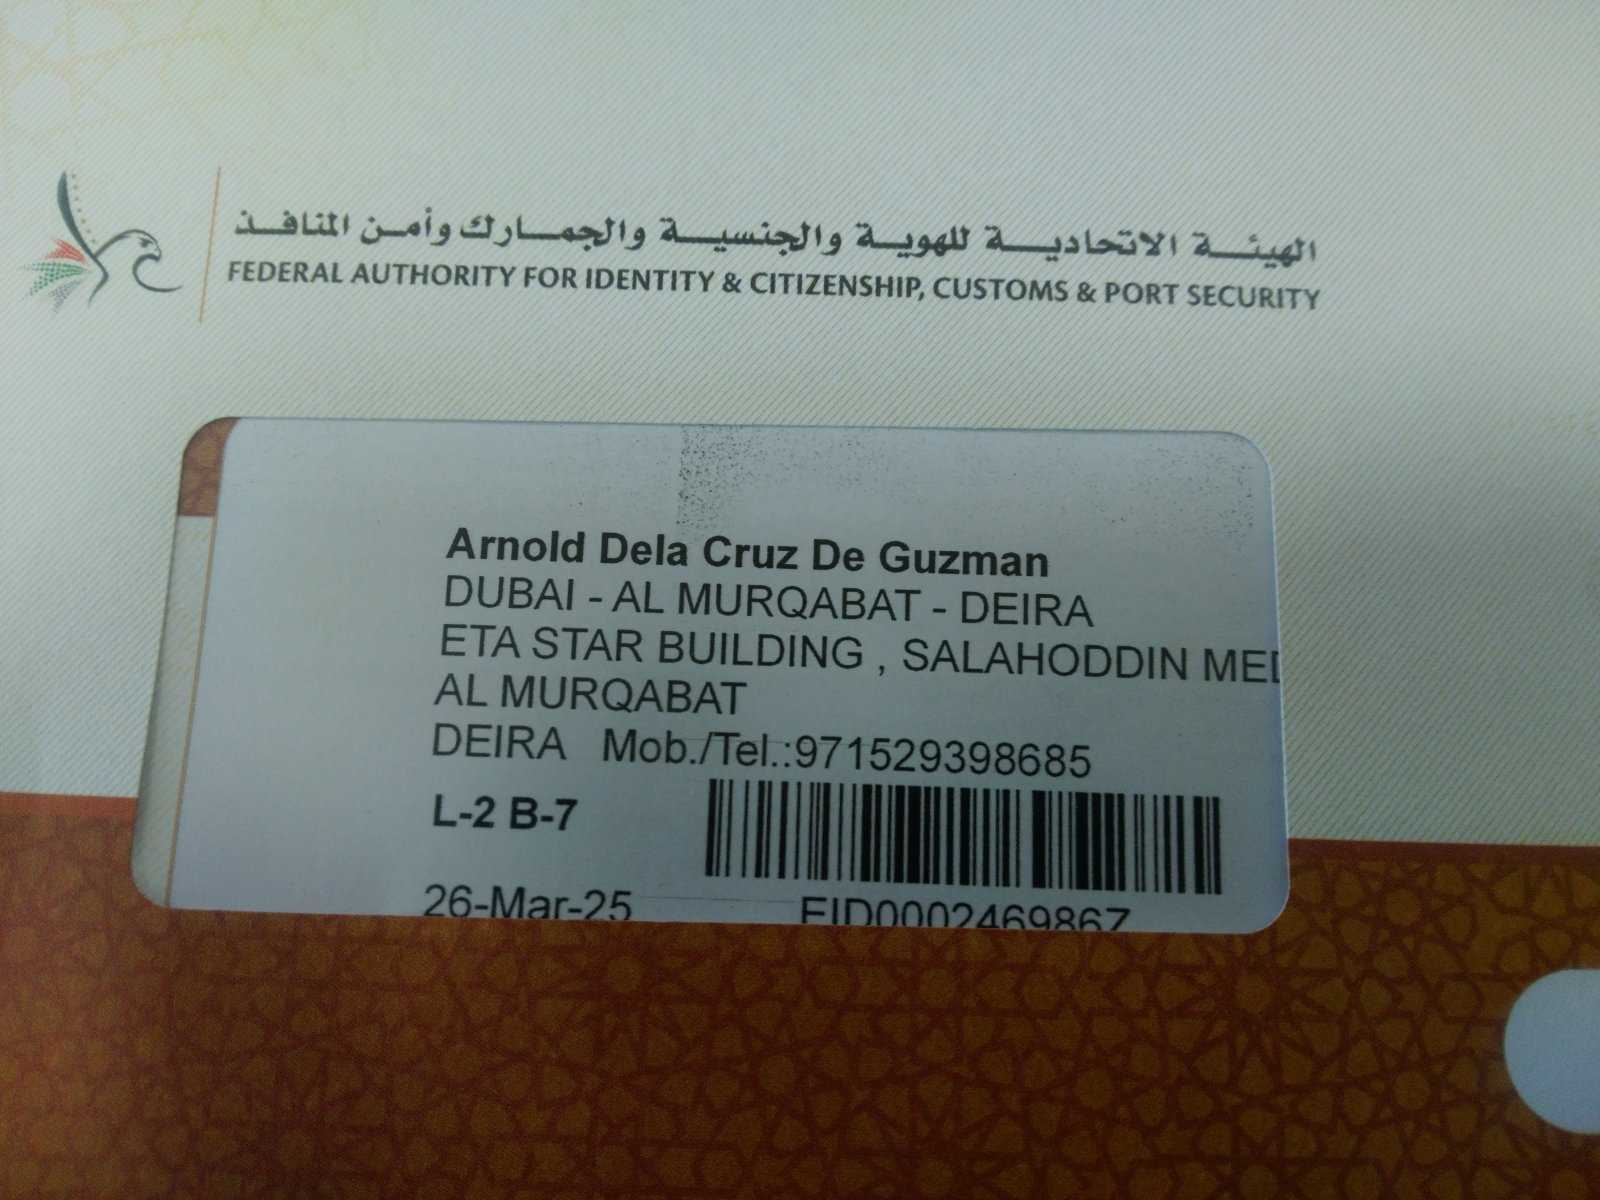 الهيئة الاتحادية للهوية والجنسية والجمارك وأمن المنافذ
FEDERAL AUTHORITY FOR IDENTITY & CITIZENSHIP, CUSTOMS & PORT SECURITY
Arnold Dela Cruz De Guzman
DUBAI - AL MURQABAT - DEIRA
ETA STAR BUILDING , SALAHODDIN MED
AL MURQABAT
DEIRA Mob./Tel.:971529398685
L-2 B-7
26-Mar-25 EID0002469867